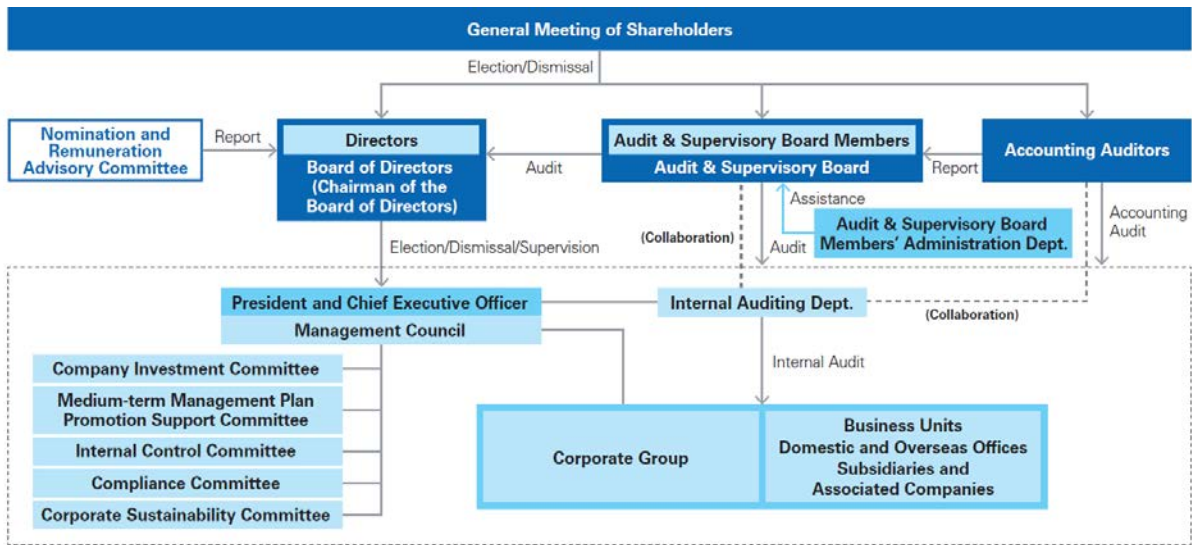 General Meeting of Shareholders
Election/Dismissal
Nomination and
Remuneration
Advisory Committee
Report
Directors
Board of Directors
(Chairman of the
Board of Directors)
Audit
Audit & Supervisory Board Members
Audit & Supervisory Board
Report
Accounting Auditors
Assistance
Audit & Supervisory Board
Members' Administration Dept.
Accounting
Audit
Election/Dismissal/Supervision
(Collaboration)
Audit
President and Chief Executive Officer
Management Council
Internal Auditing Dept.
(Collaboration)
Internal Audit
Company Investment Committee
Medium-term Management Plan
Promotion Support Committee
Internal Control Committee
Compliance Committee
Corporate Sustainability Committee
Corporate Group
Business Units
Domestic and Overseas Offices
Subsidiaries and
Associated Companies